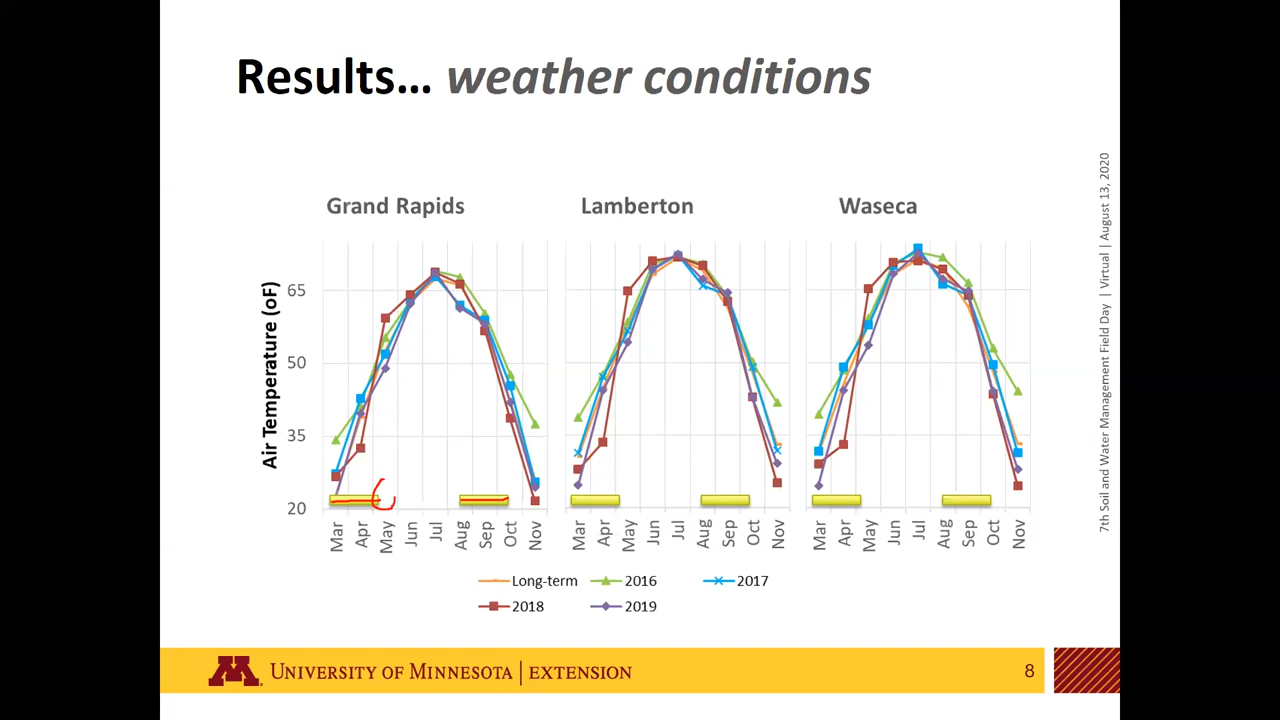 Results... weather conditions
7th Soil and Water Management Field Day | Virtual | August 13, 2020
Grand Rapids
Lamberton
Waseca
Air Temperature (oF)
65
50
35
20
Mar Apr May Jun Jul Aug Sep Oct Nov
Mar Apr May Jun Jul Aug Sep Oct Nov
Mar Apr May Jun Jul Aug Sep Oct Nov
Long-term 2016 2017
2018 2019
M UNIVERSITY OF MINNESOTA | EXTENSION
8